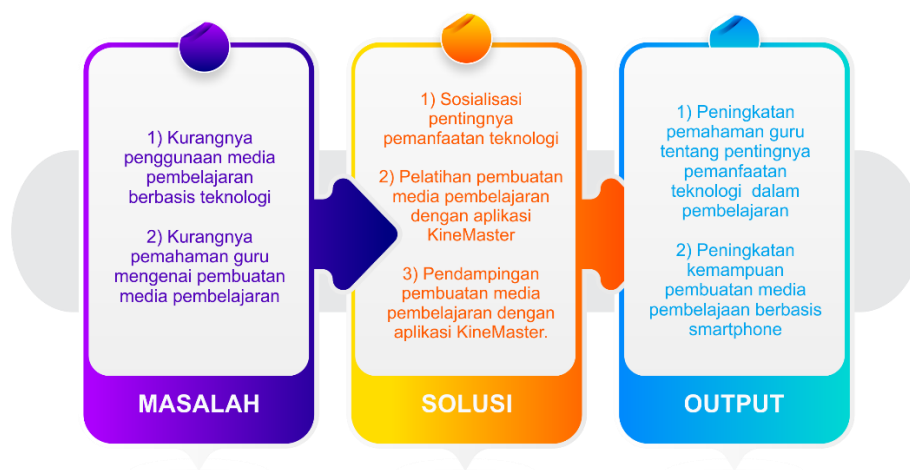 1) Kurangnya
penggunaan media
pembelajaran
berbasis teknologi
2) Kurangnya
pemahaman guru
mengenai pembuatan
media pembelajaran
MASALAH
1) Sosialisasi
pentingnya
pemanfaatan teknologi
2) Pelatihan pembuatan
media pembelajaran
dengan aplikasi
KineMaster
3) Pendampingan
pembuatan media
pembelajaran dengan
aplikasi KineMaster.
SOLUSI
1) Peningkatan
pemahaman guru
tentang pentingnya
pemanfaatan
teknologi dalam
pembelajaran
2) Peningkatan
kemampuan
pembuatan media
pembelajaan berbasis
smartphone
OUTPUT